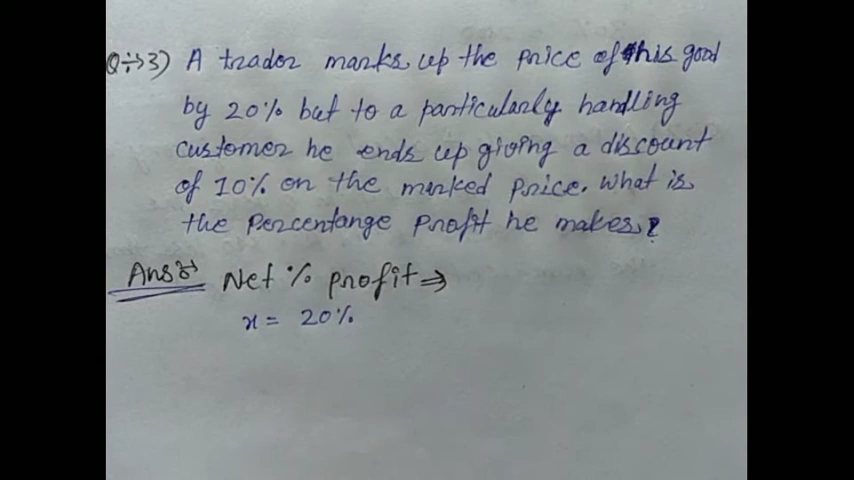 Q÷→3) A trador marks up the price of this good
by 20% but to a particularly handling
customer he ends up giving a discount
of 10% on the marked price. What is
the Percentange Profit he makes?
Ans→ Net % profit ⇒
x = 20%